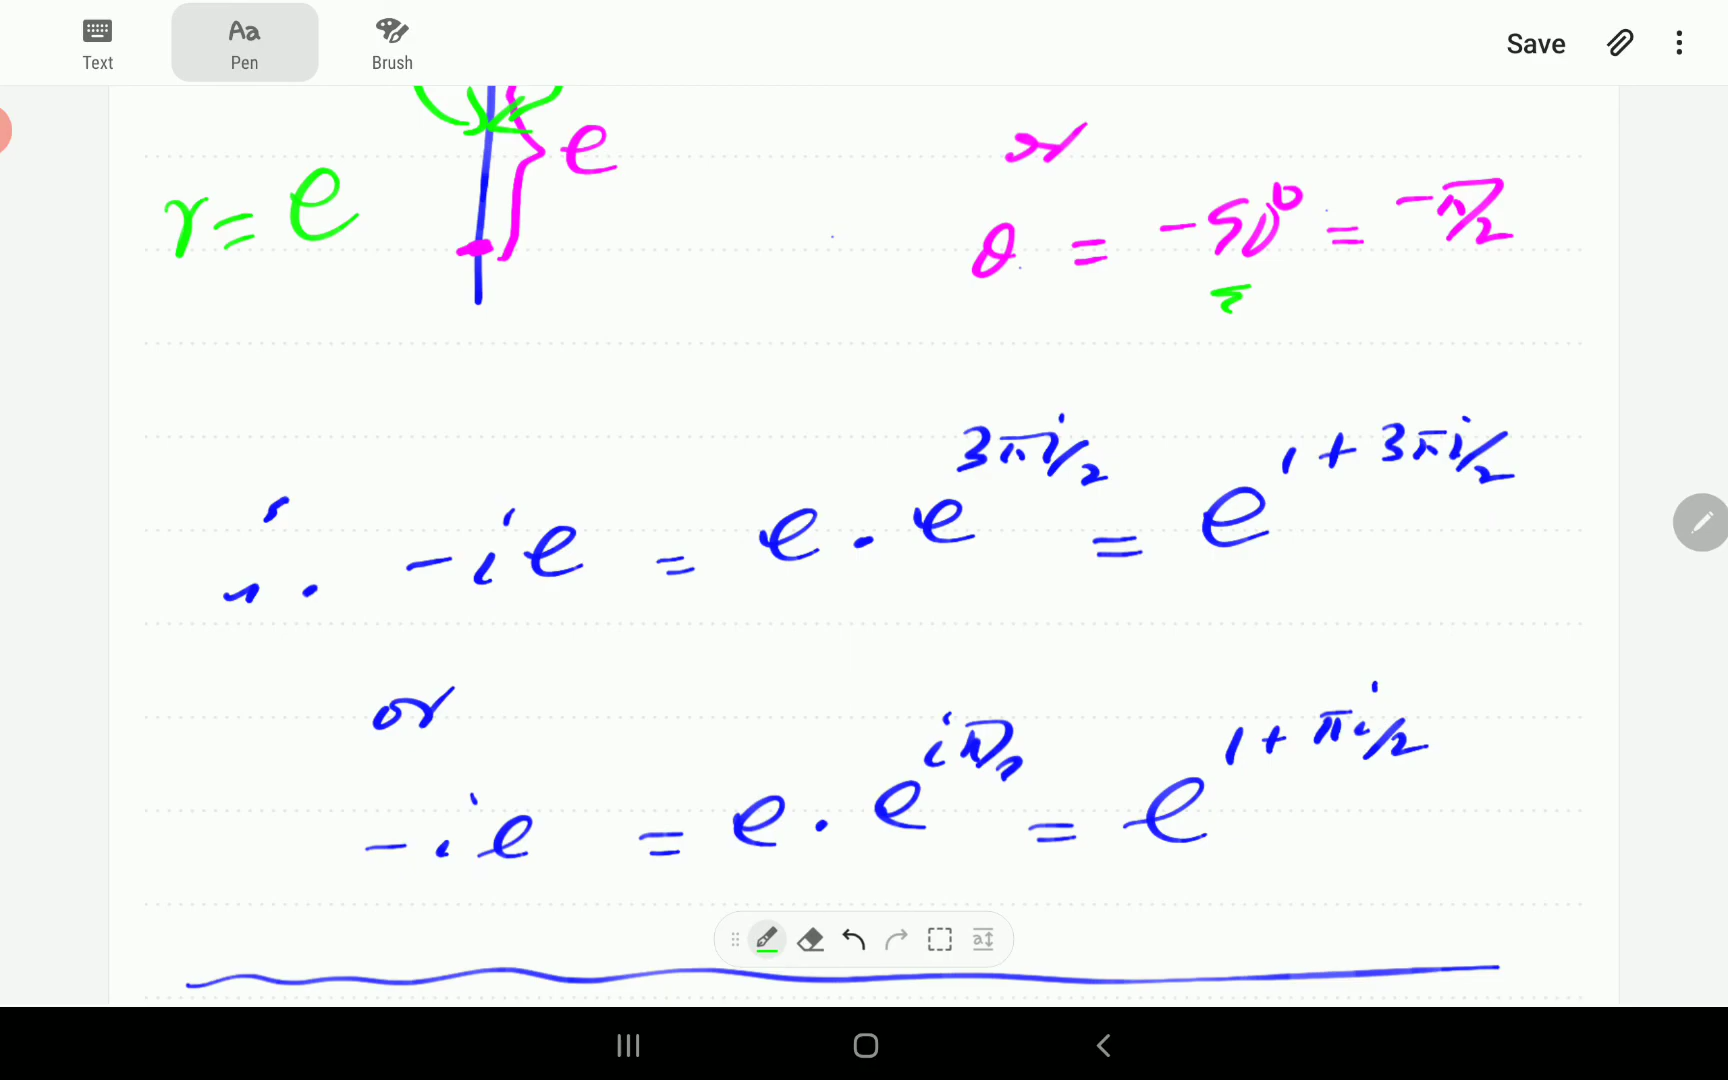 Text
Aa
Pen
Brush
Save
e
or
r = e
θ = -90° = -π/2
∴ -ie = e · e^{3πi/2} = e^{1 + 3πi/2}
or
-ie = e · e^{iπ/2} = e^{1 + πi/2}
a